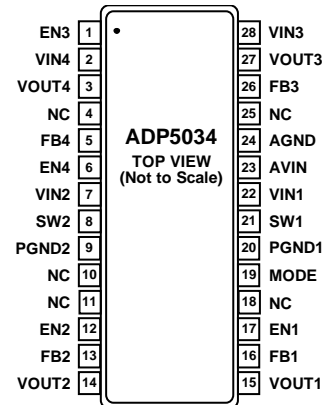 EN3 1
VIN4 2
VOUT4 3
NC 4
FB4 5
EN4 6
VIN2 7
SW2 8
PGND2 9
NC 10
NC 11
EN2 12
FB2 13
VOUT2 14
ADP5034
TOP VIEW
(Not to Scale)
28 VIN3
27 VOUT3
26 FB3
25 NC
24 AGND
23 AVIN
22 VIN1
21 SW1
20 PGND1
19 MODE
18 NC
17 EN1
16 FB1
15 VOUT1